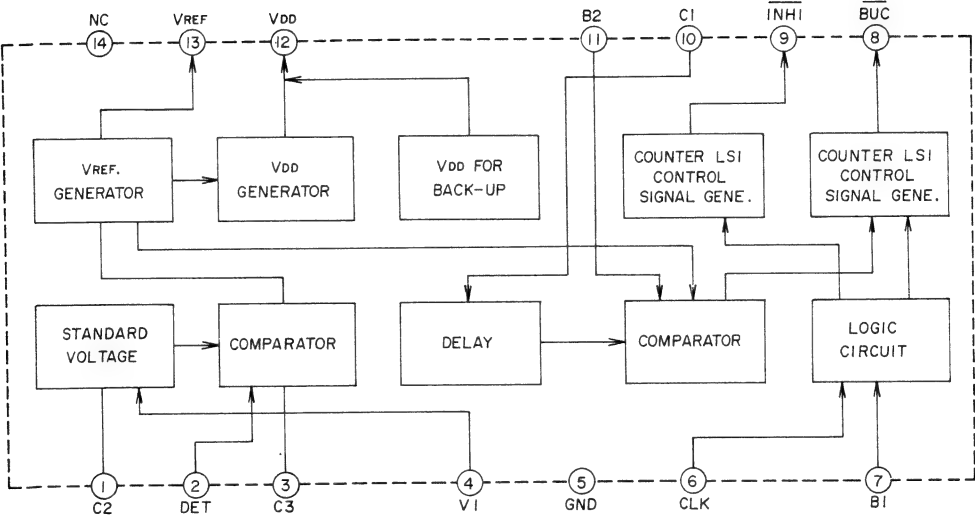 NC VREF VDD B2 C1 INH1 BUC
14 13 12 11 10 9 8
VREF.
GENERATOR
VDD
GENERATOR
VDD FOR
BACK-UP
COUNTER LSI
CONTROL
SIGNAL GENE.
COUNTER LSI
CONTROL
SIGNAL GENE.
STANDARD
VOLTAGE
COMPARATOR
DELAY
COMPARATOR
LOGIC
CIRCUIT
1 2 3 4 5 6 7
C2 DET C3 V1 GND CLK B1